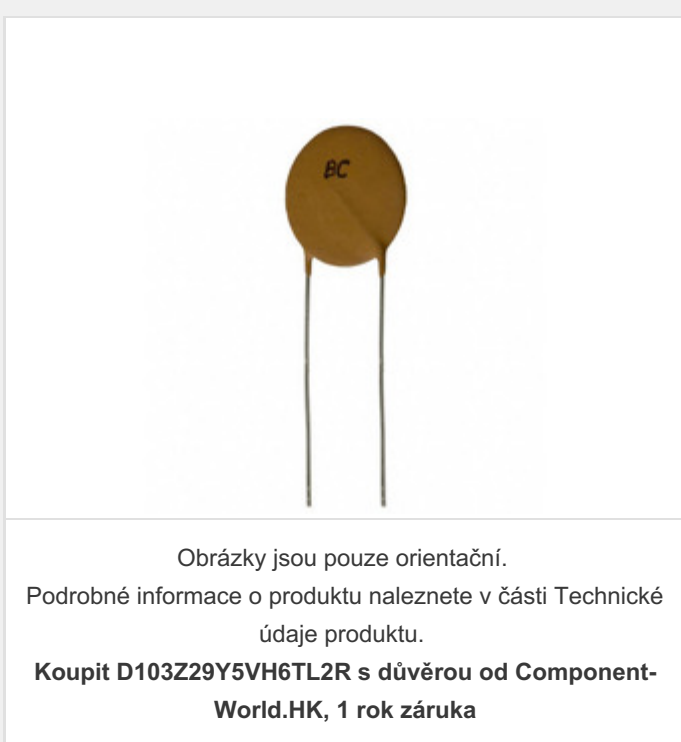 BC
Obrázky jsou pouze orientační.
Podrobné informace o produktu naleznete v části Technické
údaje produktu.
Koupit D103Z29Y5VH6TL2R s důvěrou od Component-
World.HK, 1 rok záruka